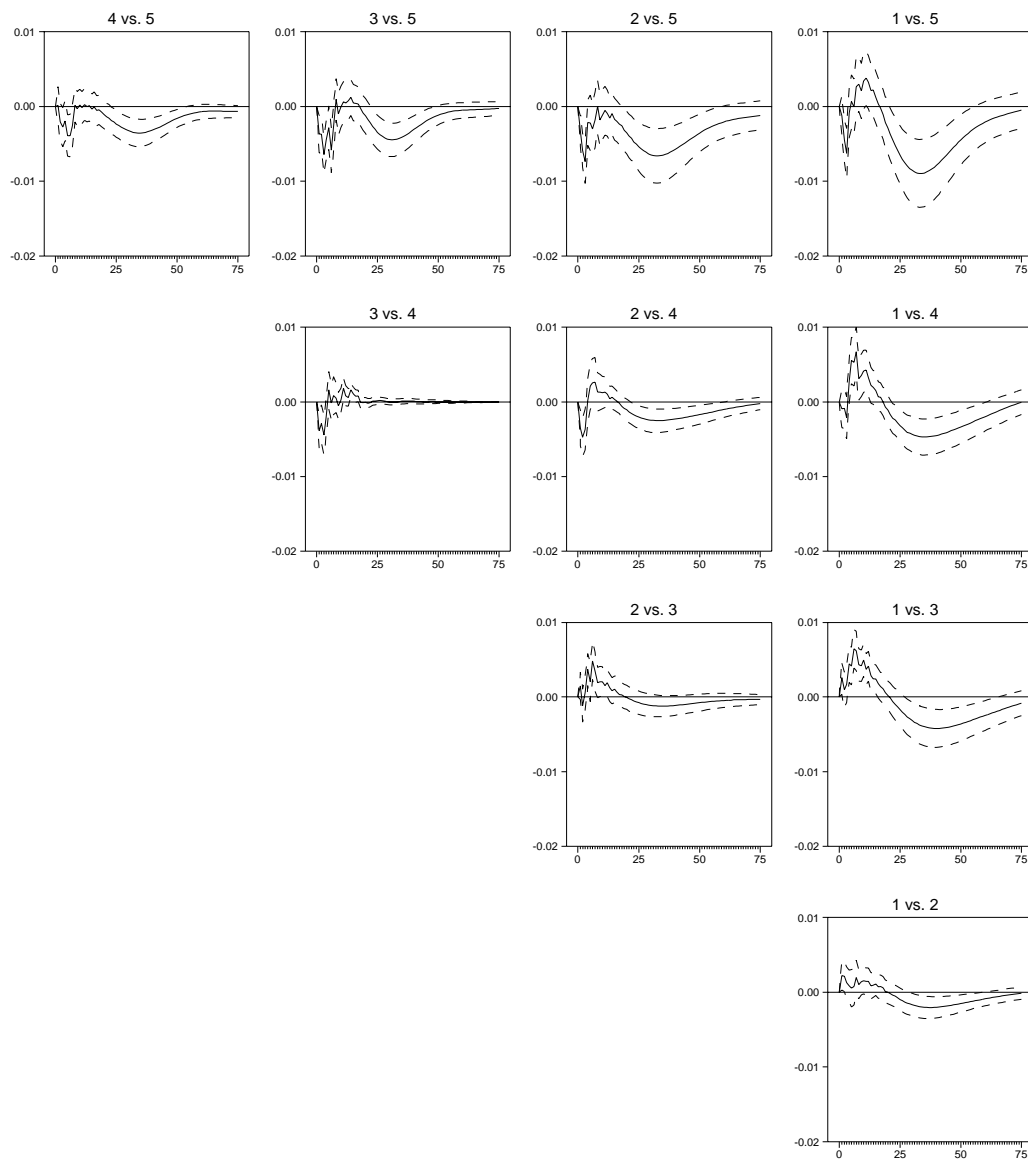 4 vs. 5 3 vs. 5 2 vs. 5 1 vs. 5
0.01 0.01 0.01 0.01
0.00 0.00 0.00 0.00
-0.01 -0.01 -0.01 -0.01
-0.02 -0.02 -0.02 -0.02
0 25 50 75 0 25 50 75 0 25 50 75 0 25 50 75
3 vs. 4 2 vs. 4 1 vs. 4
0.01 0.01 0.01
0.00 0.00 0.00
-0.01 -0.01 -0.01
-0.02 -0.02 -0.02
0 25 50 75 0 25 50 75 0 25 50 75
2 vs. 3 1 vs. 3
0.01 0.01
0.00 0.00
-0.01 -0.01
-0.02 -0.02
0 25 50 75 0 25 50 75
1 vs. 2
0.01
0.00
-0.01
-0.02
0 25 50 75